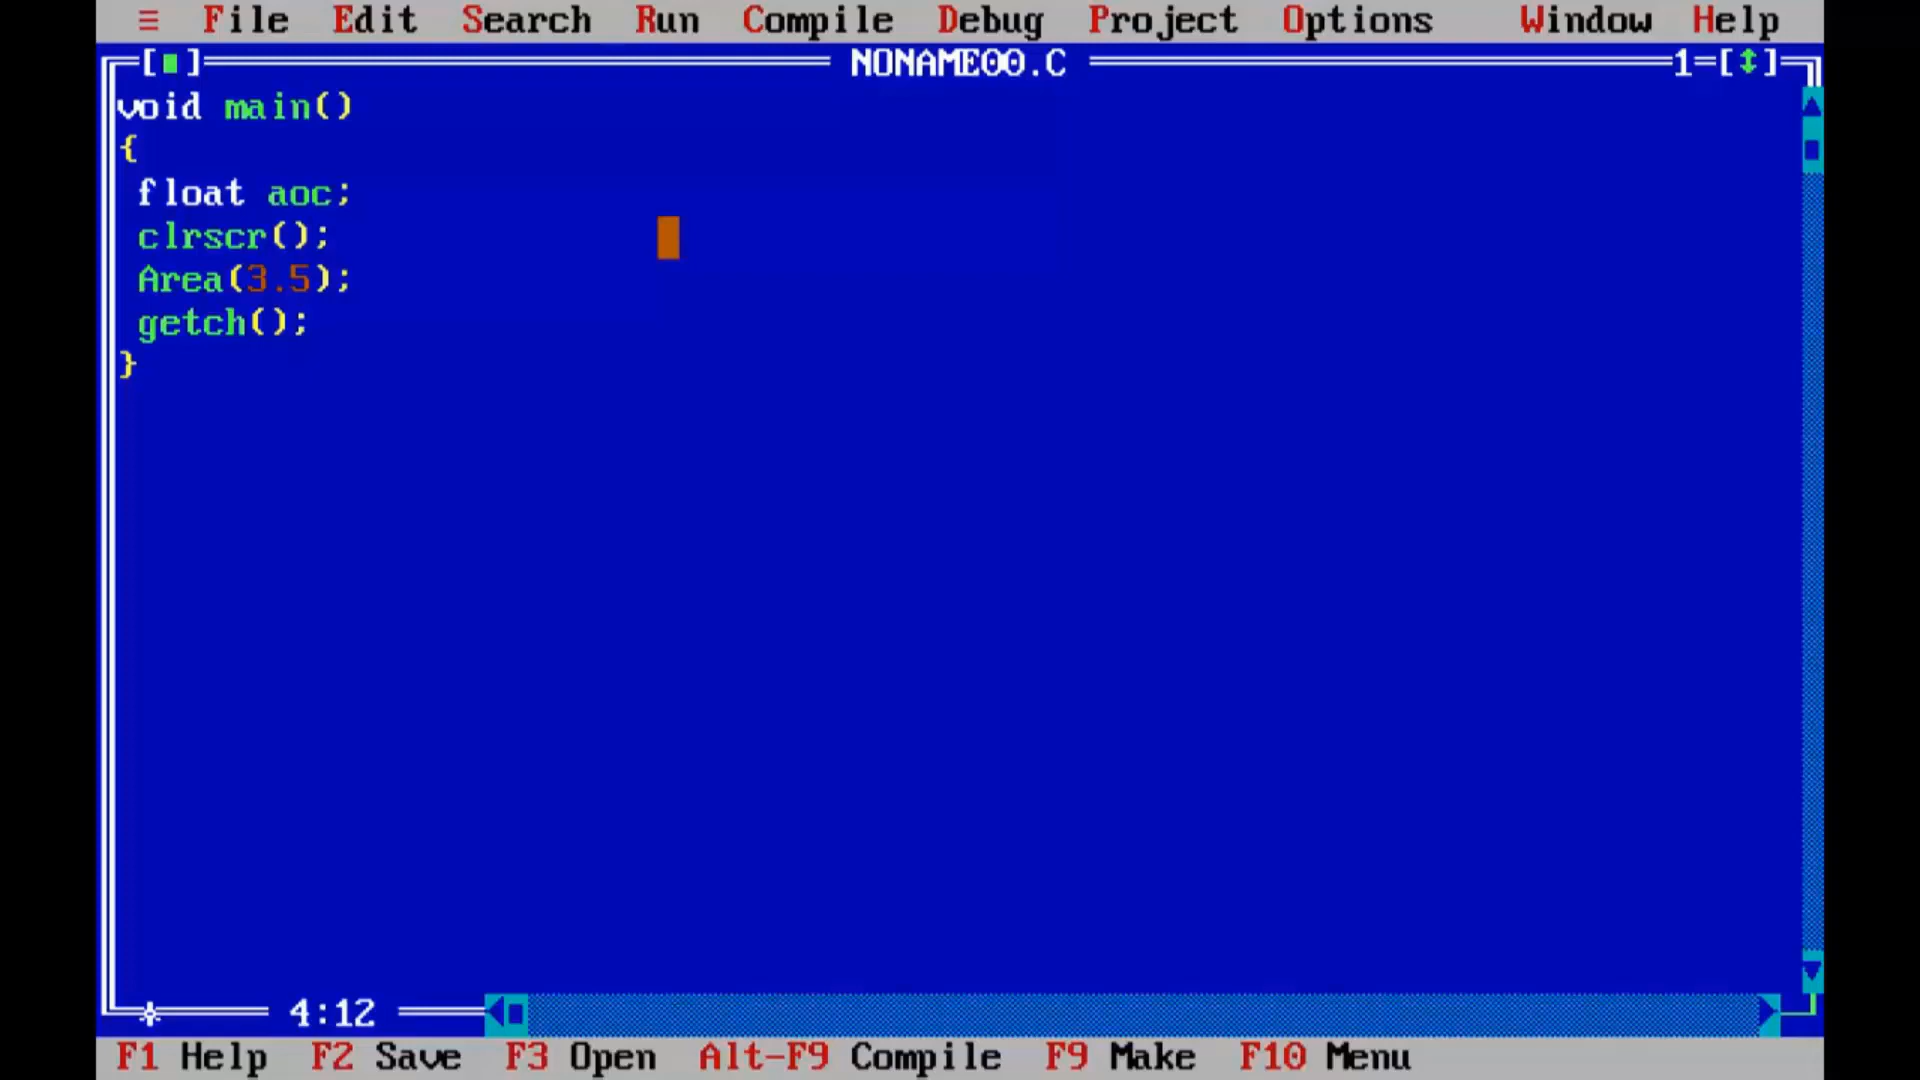 ≡ File Edit Search Run Compile Debug Project Options Window Help
[■] NONAME00.C 1=[↕]
void main()
{
 float aoc;
 clrscr();
 Area(3.5);
 getch();
}
* 4:12
F1 Help F2 Save F3 Open Alt-F9 Compile F9 Make F10 Menu